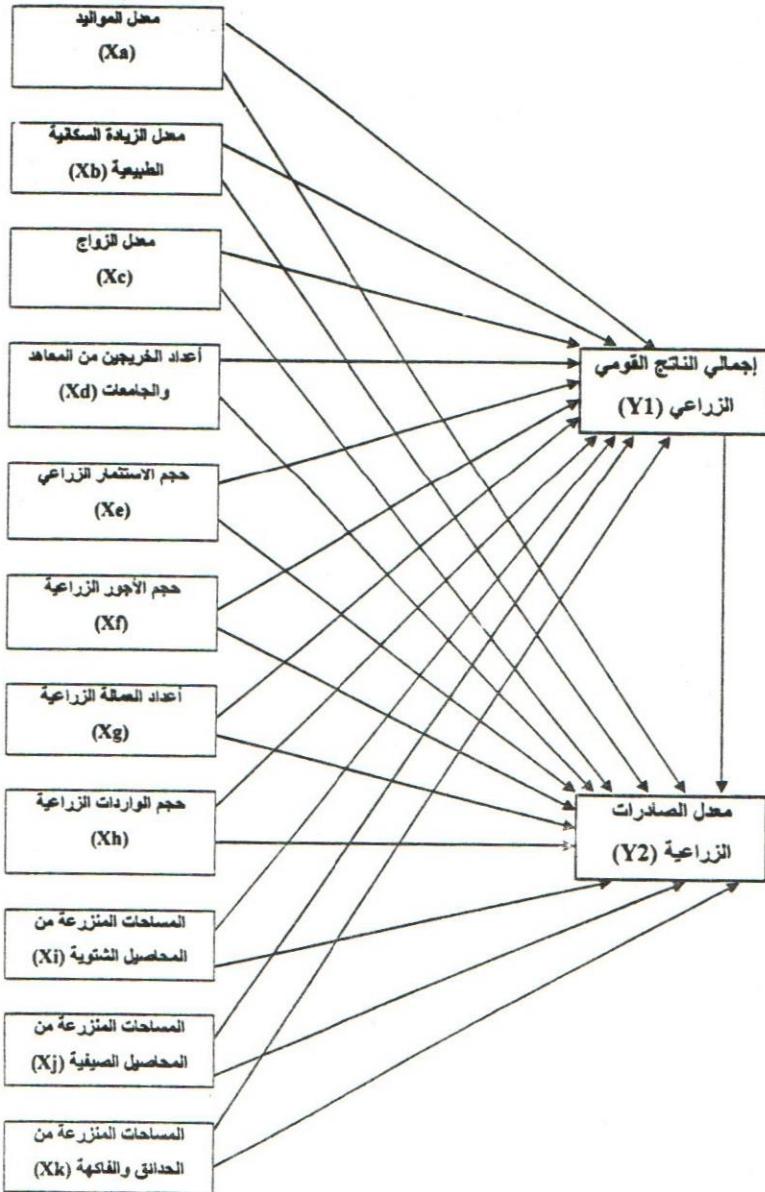 معدل المواليد
(Xa)
معدل الزيادة السكانية
الطبيعية (Xb)
معدل الزواج
(Xc)
أعداد الخريجين من المعاهد
والجامعات (Xd)
حجم الاستثمار الزراعي
(Xe)
حجم الأجور الزراعية
(Xf)
أعداد العمالة الزراعية
(Xg)
حجم الواردات الزراعية
(Xh)
المساحات المنزرعة من
المحاصيل الشتوية (Xi)
المساحات المنزرعة من
المحاصيل الصيفية (Xj)
المساحات المنزرعة من
الحدائق والفاكهة (Xk)
إجمالي الناتج القومي
الزراعي (Y1)
معدل الصادرات
الزراعية (Y2)